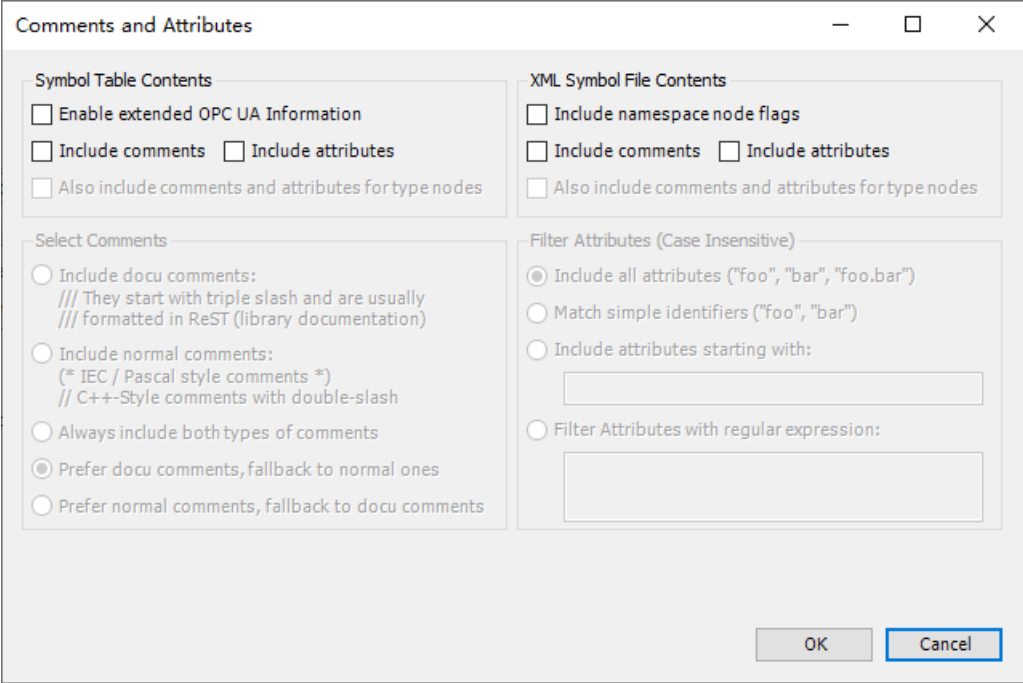 Comments and Attributes
Symbol Table Contents
Enable extended OPC UA Information
Include comments Include attributes
Also include comments and attributes for type nodes
XML Symbol File Contents
Include namespace node flags
Include comments Include attributes
Also include comments and attributes for type nodes
Select Comments
Include docu comments:
/// They start with triple slash and are usually
/// formatted in ReST (library documentation)
Include normal comments:
(* IEC / Pascal style comments *)
// C++-Style comments with double-slash
Always include both types of comments
Prefer docu comments, fallback to normal ones
Prefer normal comments, fallback to docu comments
Filter Attributes (Case Insensitive)
Include all attributes ("foo", "bar", "foo.bar")
Match simple identifiers ("foo", "bar")
Include attributes starting with:
Filter Attributes with regular expression:
OK
Cancel